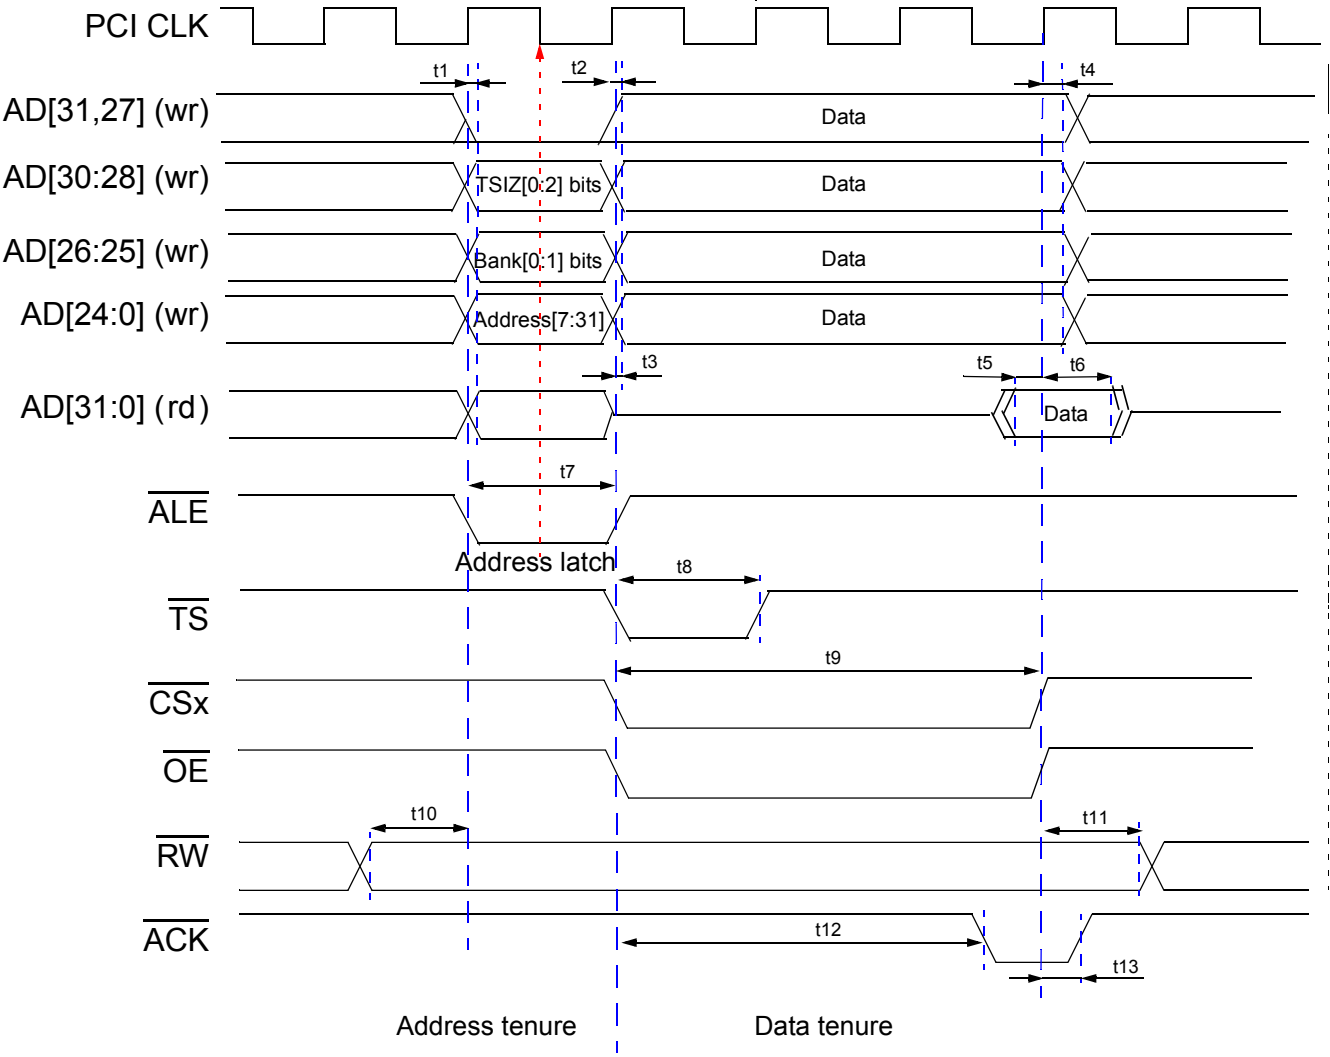 PCI CLK
t1
t2
t4
AD[31,27] (wr)
Data
AD[30:28] (wr)
TSIZ[0:2] bits
Data
AD[26:25] (wr)
Bank[0:1] bits
Data
AD[24:0] (wr)
Address[7:31]
Data
t3
t5
t6
AD[31:0] (rd)
Data
t7
ALE
Address latch
t8
TS
t9
CSx
OE
t10
t11
RW
t12
ACK
t13
Address tenure
Data tenure